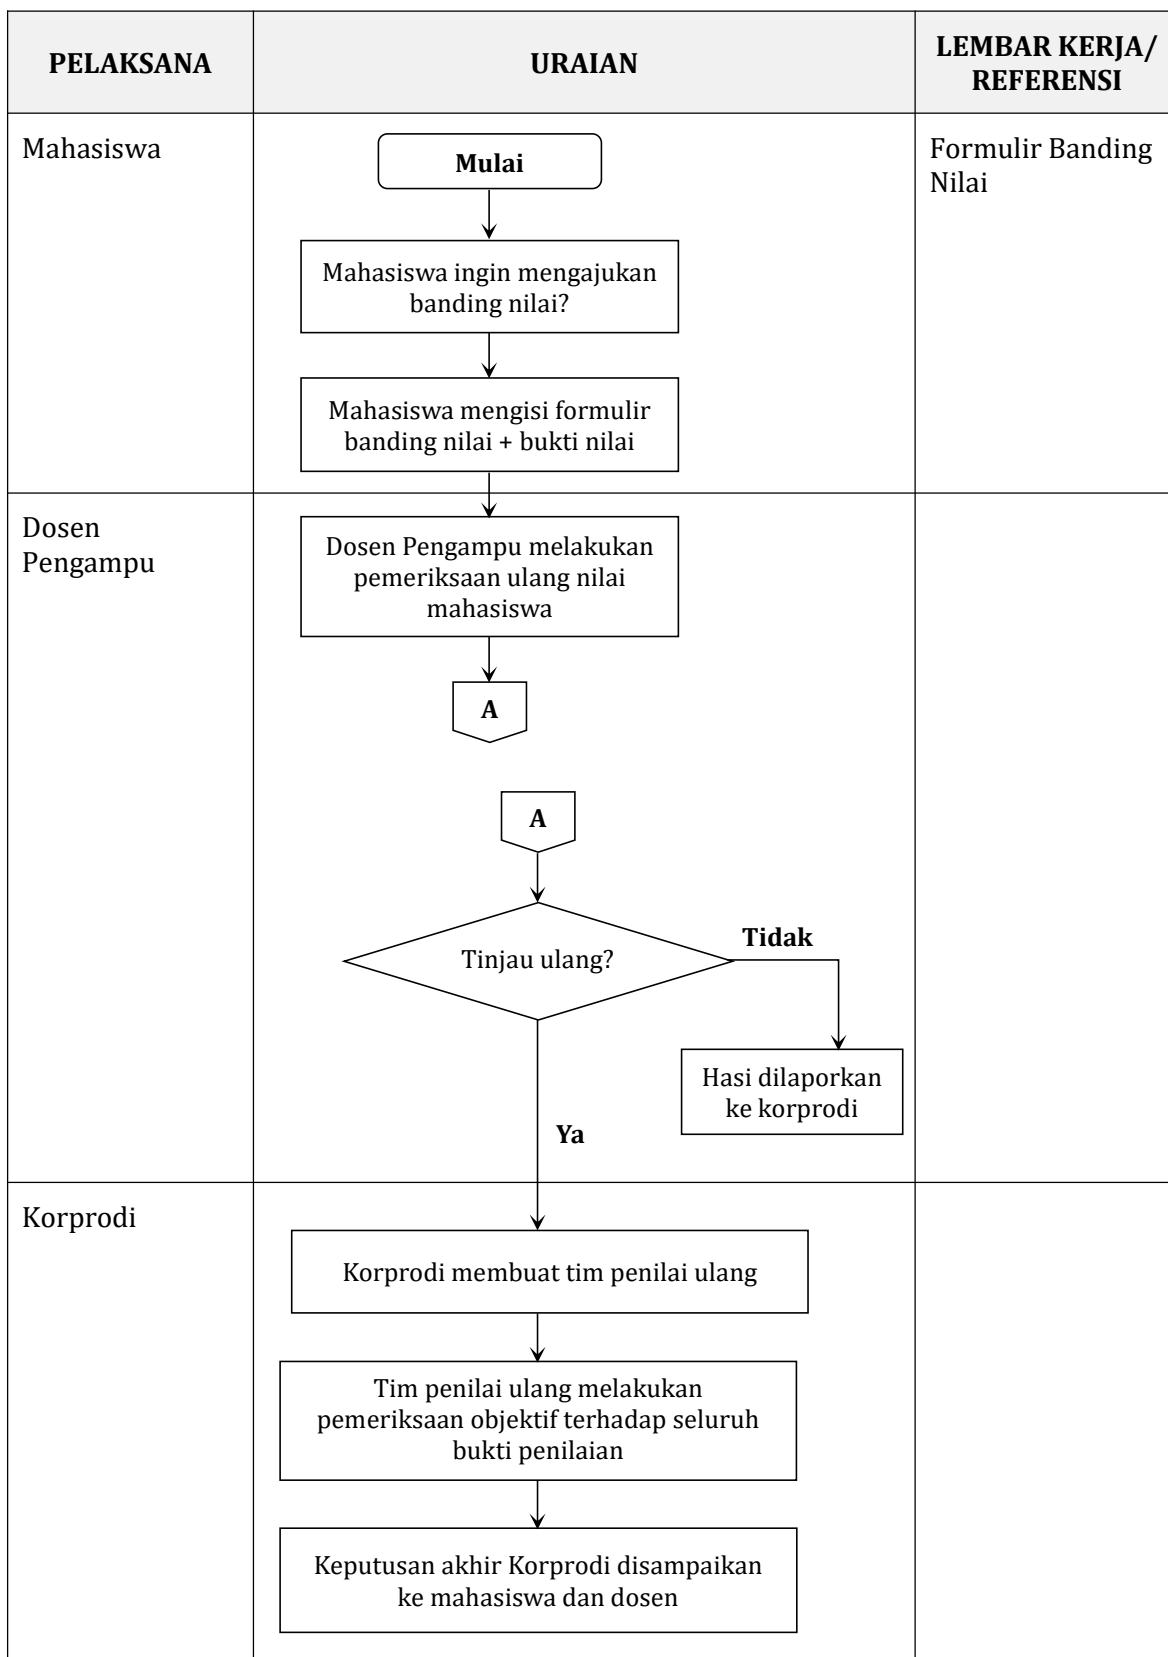 PELAKSANA
URAIAN
LEMBAR KERJA/
REFERENSI
Mahasiswa
Mulai
Formulir Banding
Nilai
Mahasiswa ingin mengajukan
banding nilai?
Mahasiswa mengisi formulir
banding nilai + bukti nilai
Dosen
Pengampu
Dosen Pengampu melakukan
pemeriksaan ulang nilai
mahasiswa
A
A
Tinjau ulang?
Tidak
Hasi dilaporkan
ke korprodi
Ya
Korprodi
Korprodi membuat tim penilai ulang
Tim penilai ulang melakukan
pemeriksaan objektif terhadap seluruh
bukti penilaian
Keputusan akhir Korprodi disampaikan
ke mahasiswa dan dosen